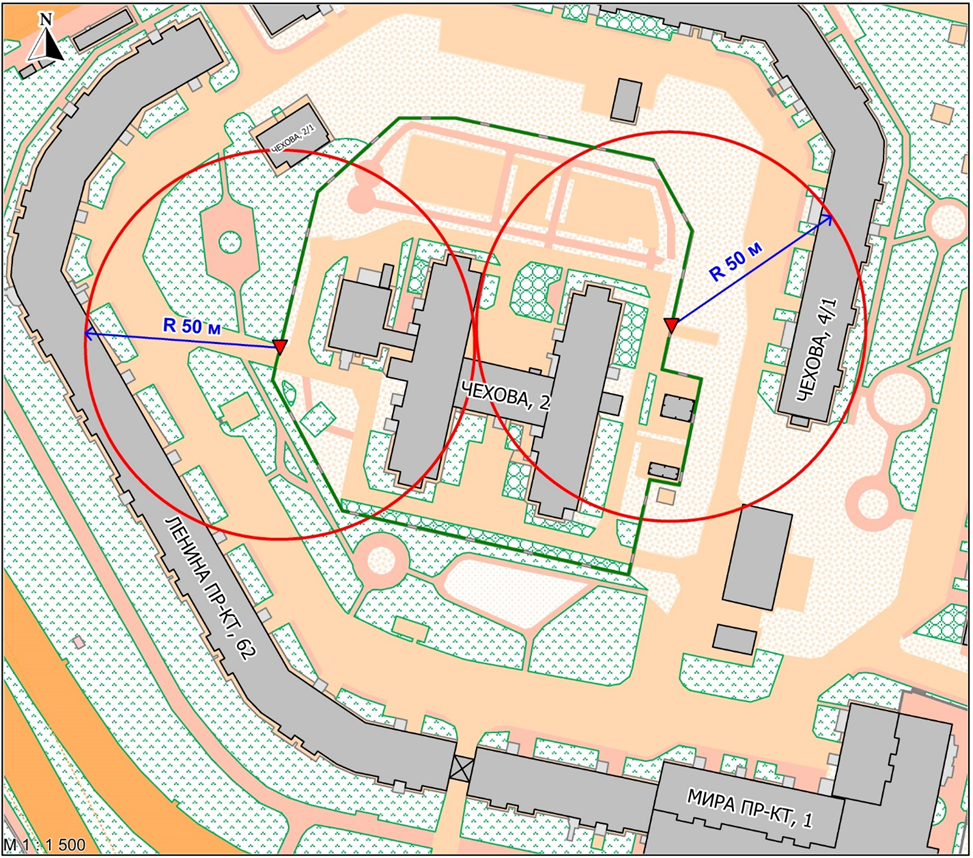 N
ЧЕХОВА, 2/1
R 50 м
R 50 м
ЧЕХОВА, 4/1
ЧЕХОВА, 2
ЛЕНИНА ПР-КТ, 62
МИРА ПР-КТ, 1
М 1 : 1 500